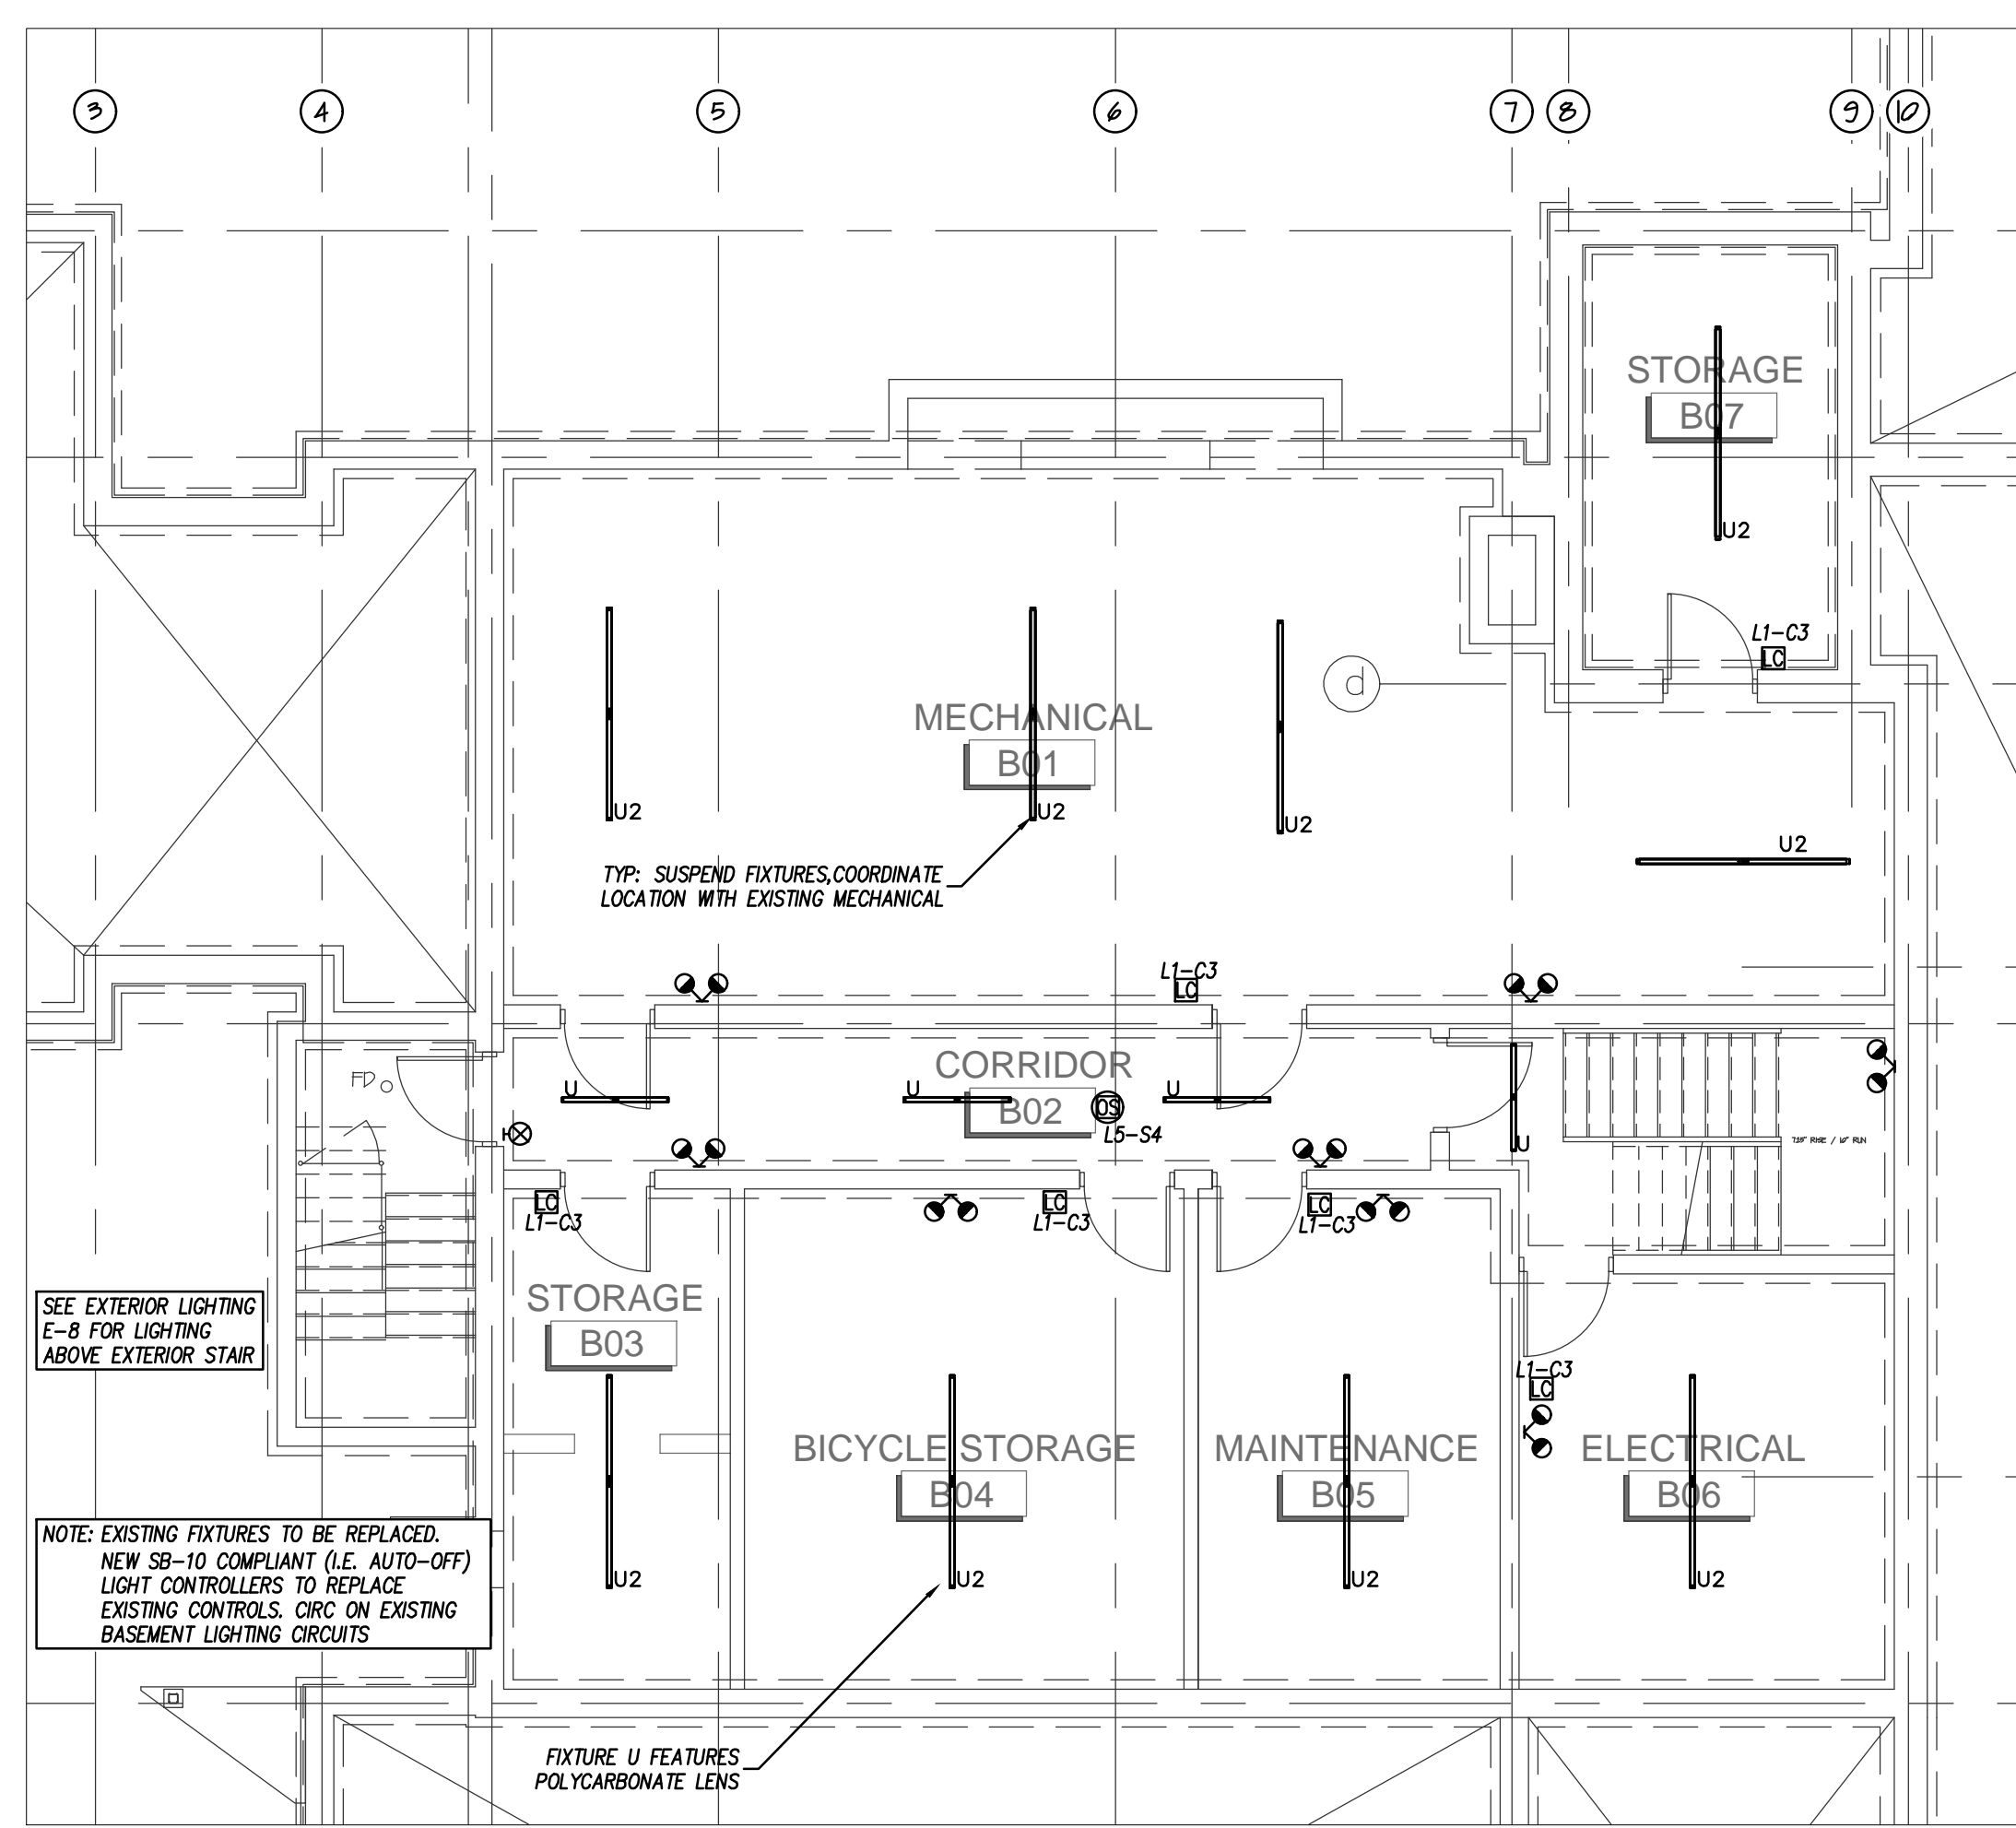 3
4
5
6
7
8
9
10
STORAGE
B07
U2
L1-C3
LC
d
MECHANICAL
B01
U2
U2
U2
U2
TYP: SUSPEND FIXTURES,COORDINATE
LOCATION WITH EXISTING MECHANICAL
L1-C3
LC
FD
CORRIDOR
B02
U
U
U
U
OS
L5-S4
7.25" RISE / 10" RUN
LC
L1-C3
LC
L1-C3
LC
L1-C3
L1-C3
LC
SEE EXTERIOR LIGHTING
E-8 FOR LIGHTING
ABOVE EXTERIOR STAIR
STORAGE
B03
BICYCLE STORAGE
B04
MAINTENANCE
B05
ELECTRICAL
B06
U2
U2
U2
U2
NOTE: EXISTING FIXTURES TO BE REPLACED.
NEW SB-10 COMPLIANT (I.E. AUTO-OFF)
LIGHT CONTROLLERS TO REPLACE
EXISTING CONTROLS. CIRC ON EXISTING
BASEMENT LIGHTING CIRCUITS
FIXTURE U FEATURES
POLYCARBONATE LENS